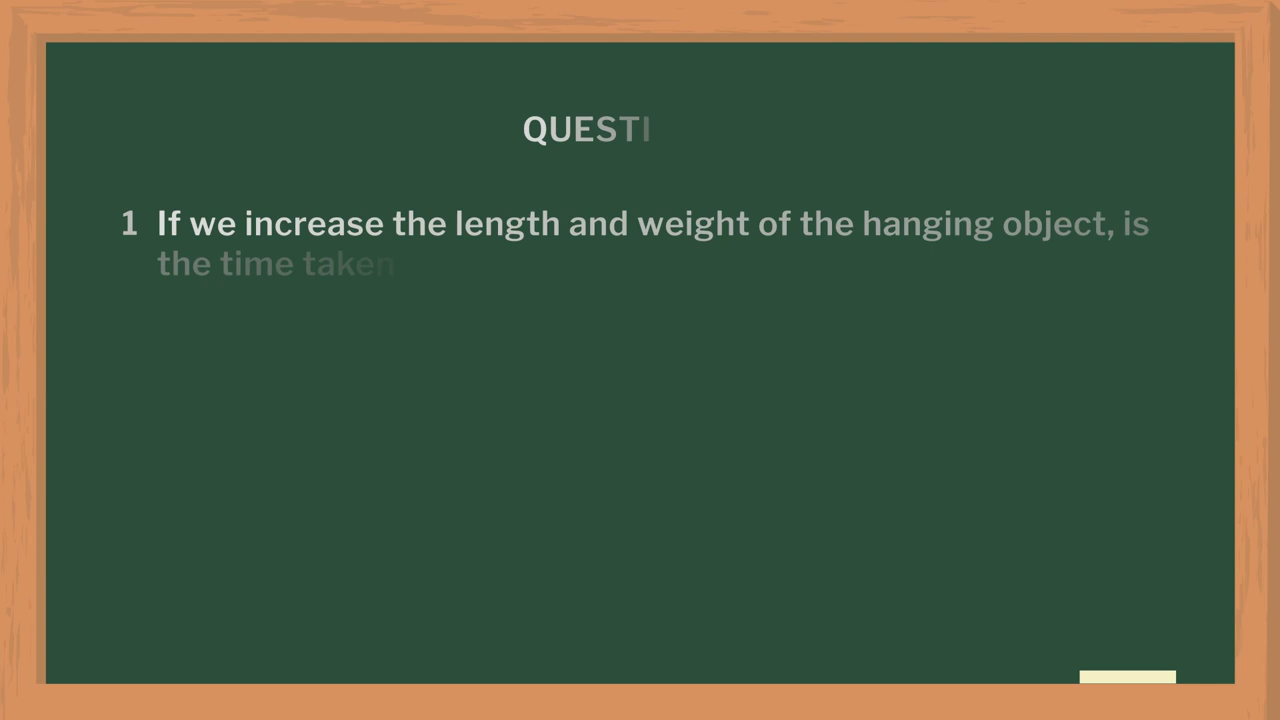 QUESTI
1 If we increase the length and weight of the hanging object, is
the time taken